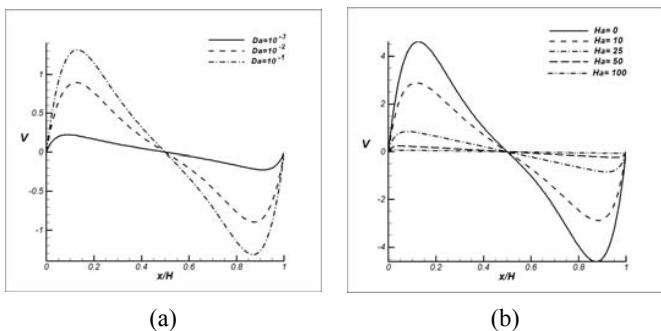 Da=10⁻³
Da=10⁻²
Da=10⁻¹
1
0.5
V
0
-0.5
-1
0
0.2
0.4
0.6
0.8
1
x/H
(a)
Ha= 0
Ha= 10
Ha= 25
Ha= 50
Ha= 100
4
2
V
0
-2
-4
0
0.2
0.4
0.6
0.8
1
x/H
(b)